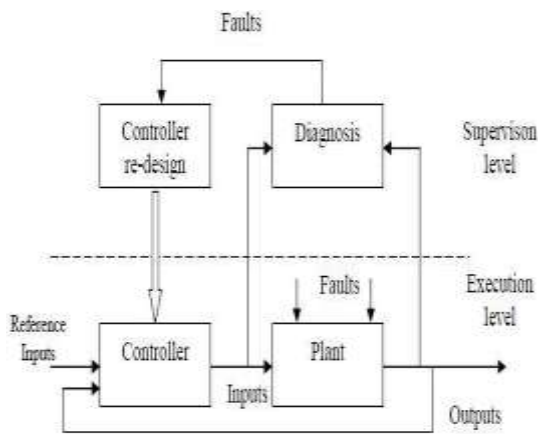 Faults
Controller
re-design
Diagnosis
Supervison
level
Faults
Execution
level
Reference
Inputs
Controller
Inputs
Plant
Outputs